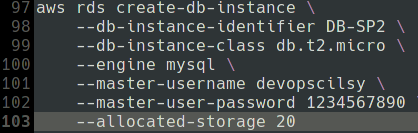 97 aws rds create-db-instance \
98 --db-instance-identifier DB-SP2 \
99 --db-instance-class db.t2.micro \
100 --engine mysql \
101 --master-username devopscilsy \
102 --master-user-password 1234567890 \
103 --allocated-storage 20